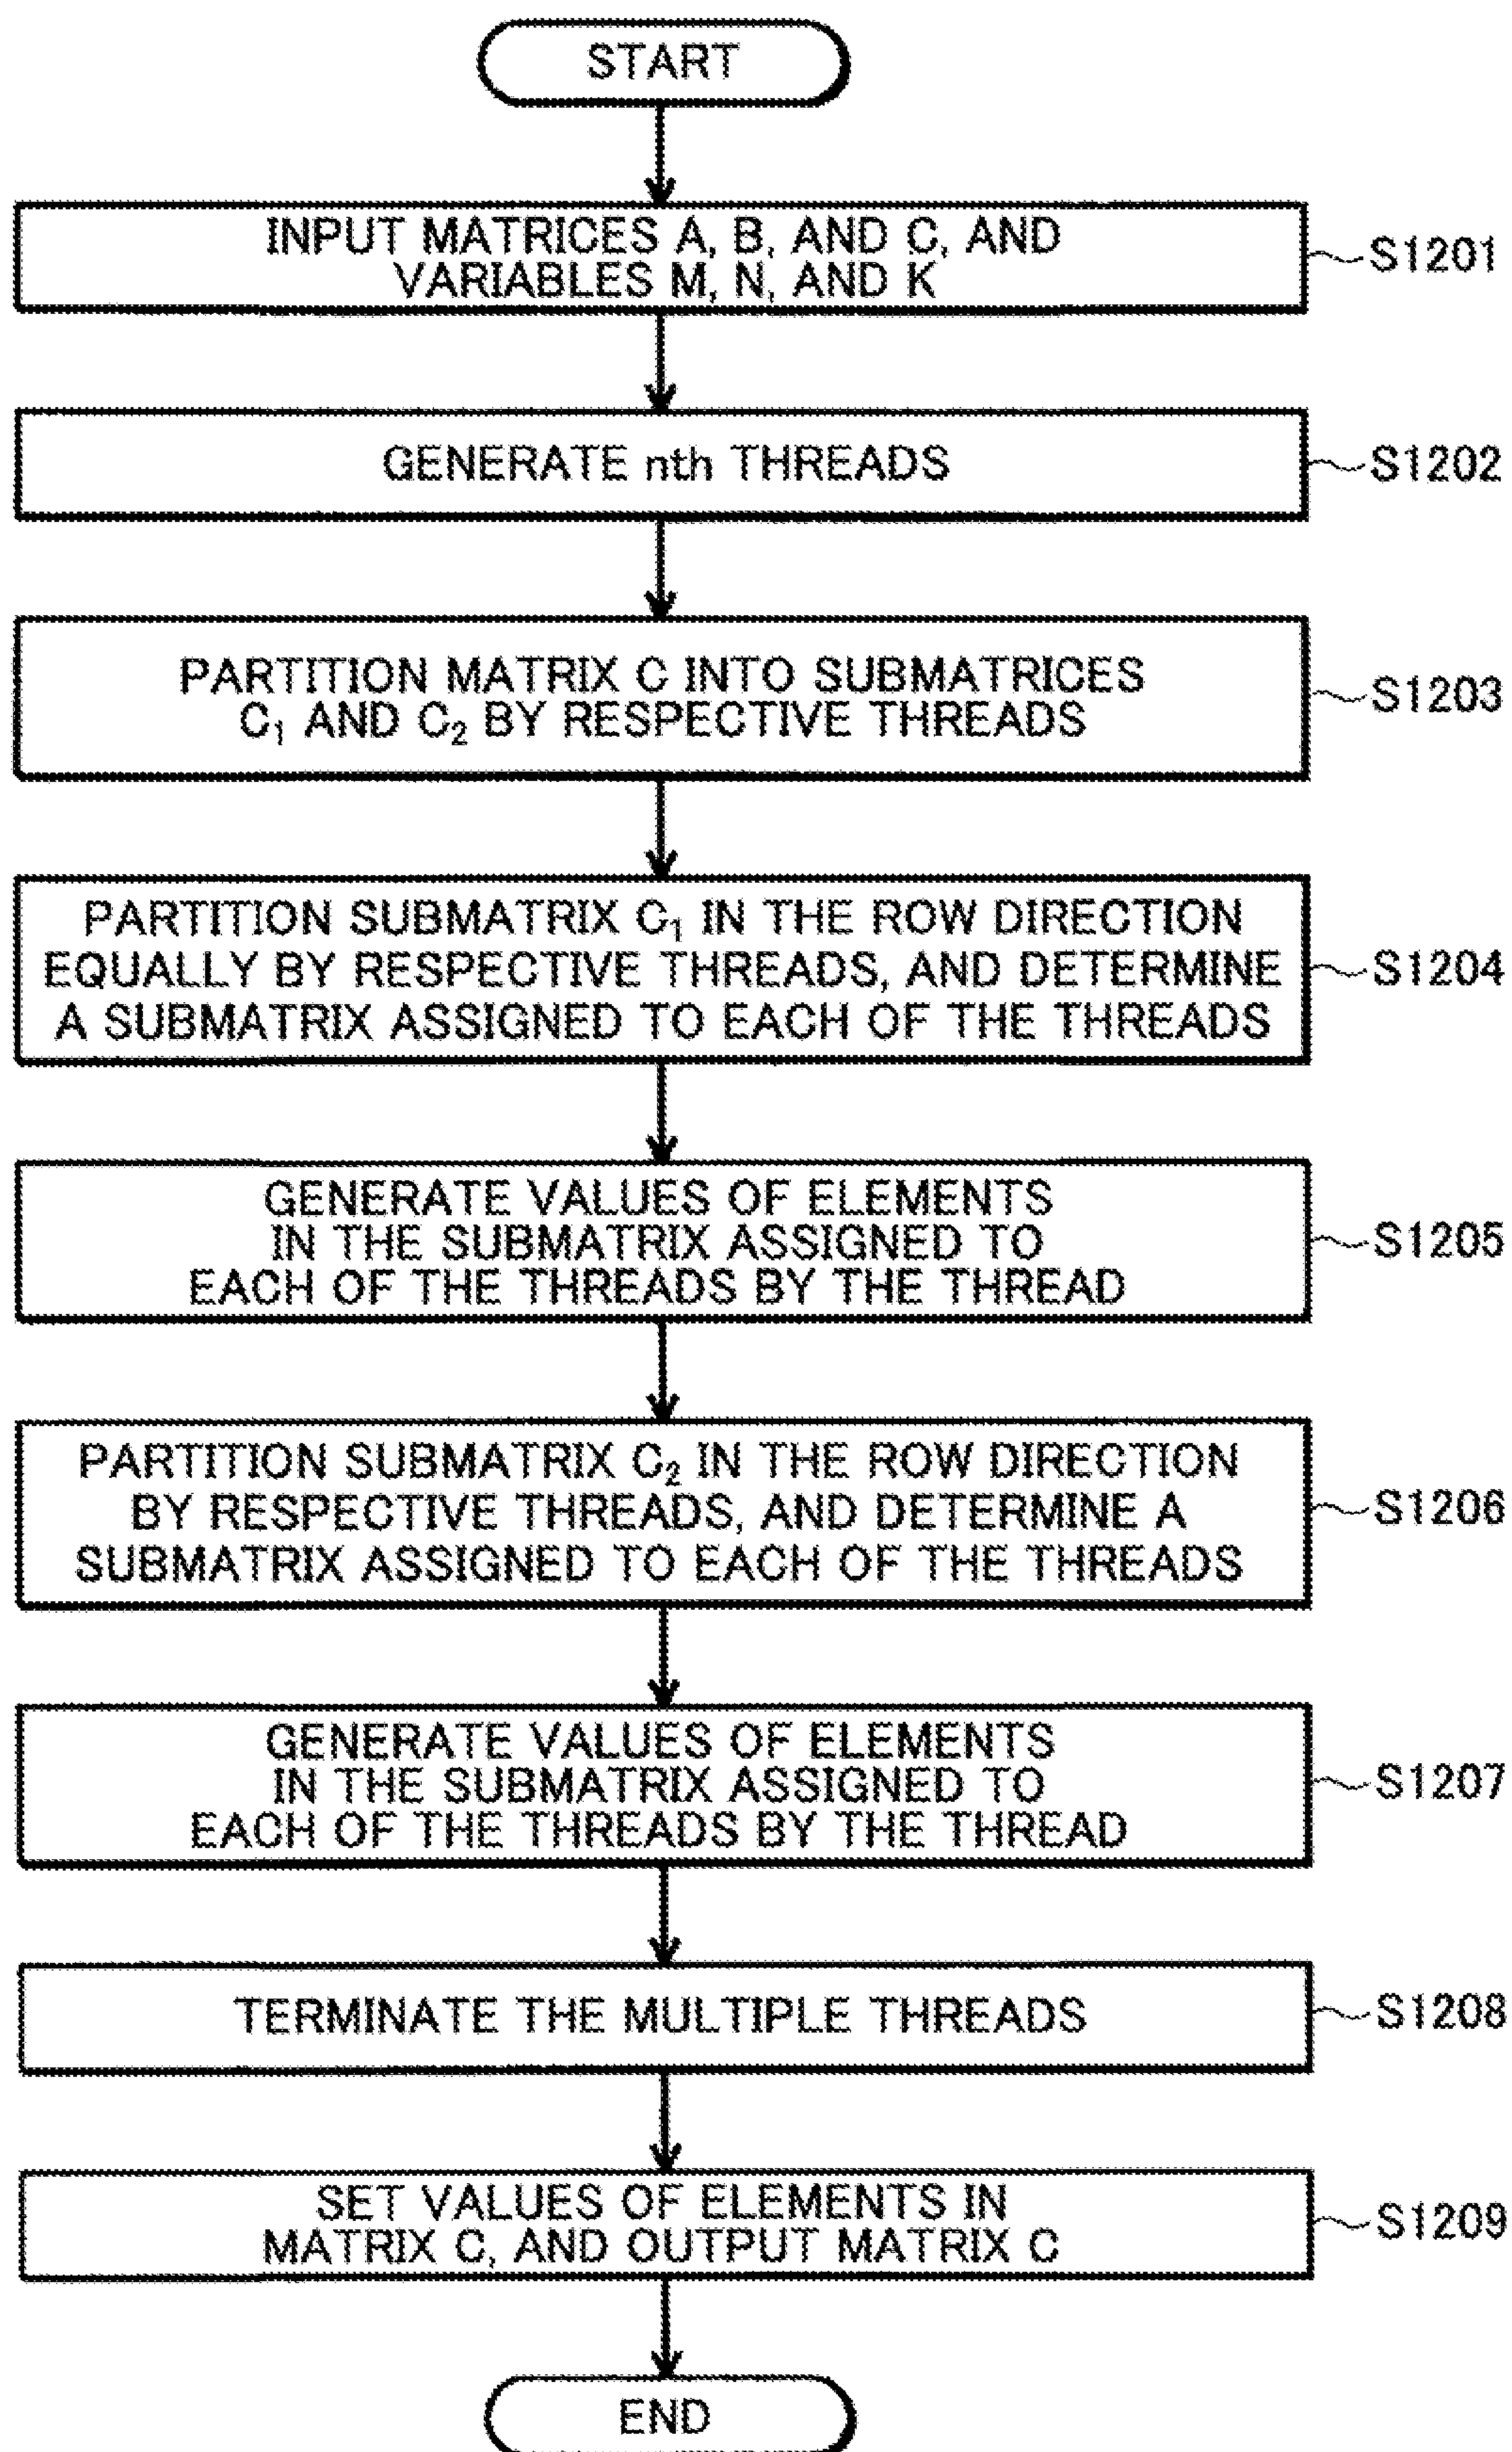 START
INPUT MATRICES A, B, AND C, AND
VARIABLES M, N, AND K
S1201
GENERATE nth THREADS
S1202
PARTITION MATRIX C INTO SUBMATRICES
C₁ AND C₂ BY RESPECTIVE THREADS
S1203
PARTITION SUBMATRIX C₁ IN THE ROW DIRECTION
EQUALLY BY RESPECTIVE THREADS, AND DETERMINE
A SUBMATRIX ASSIGNED TO EACH OF THE THREADS
S1204
GENERATE VALUES OF ELEMENTS
IN THE SUBMATRIX ASSIGNED TO
EACH OF THE THREADS BY THE THREAD
S1205
PARTITION SUBMATRIX C₂ IN THE ROW DIRECTION
BY RESPECTIVE THREADS, AND DETERMINE A
SUBMATRIX ASSIGNED TO EACH OF THE THREADS
S1206
GENERATE VALUES OF ELEMENTS
IN THE SUBMATRIX ASSIGNED TO
EACH OF THE THREADS BY THE THREAD
S1207
TERMINATE THE MULTIPLE THREADS
S1208
SET VALUES OF ELEMENTS IN
MATRIX C, AND OUTPUT MATRIX C
S1209
END